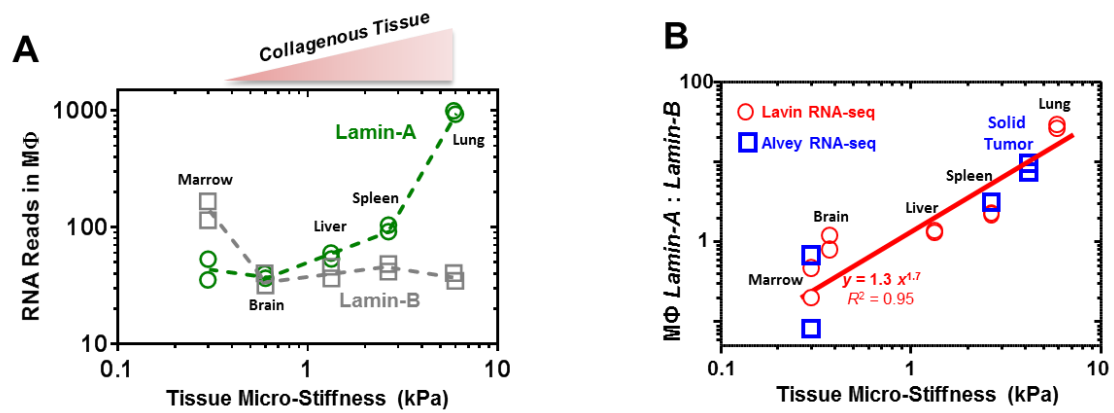 A
Collagenous Tissue
RNA Reads in MΦ
1000
100
10
Lamin-A
Lung
Marrow
Spleen
Liver
Brain
Lamin-B
0.1
1
10
Tissue Micro-Stiffness (kPa)
B
MΦ Lamin-A : Lamin-B
100
1
Lavin RNA-seq
Alvey RNA-seq
Lung
Solid
Tumor
Spleen
Brain
Liver
Marrow
y = 1.3 x^1.7
R² = 0.95
0.1
1
10
Tissue Micro-Stiffness (kPa)